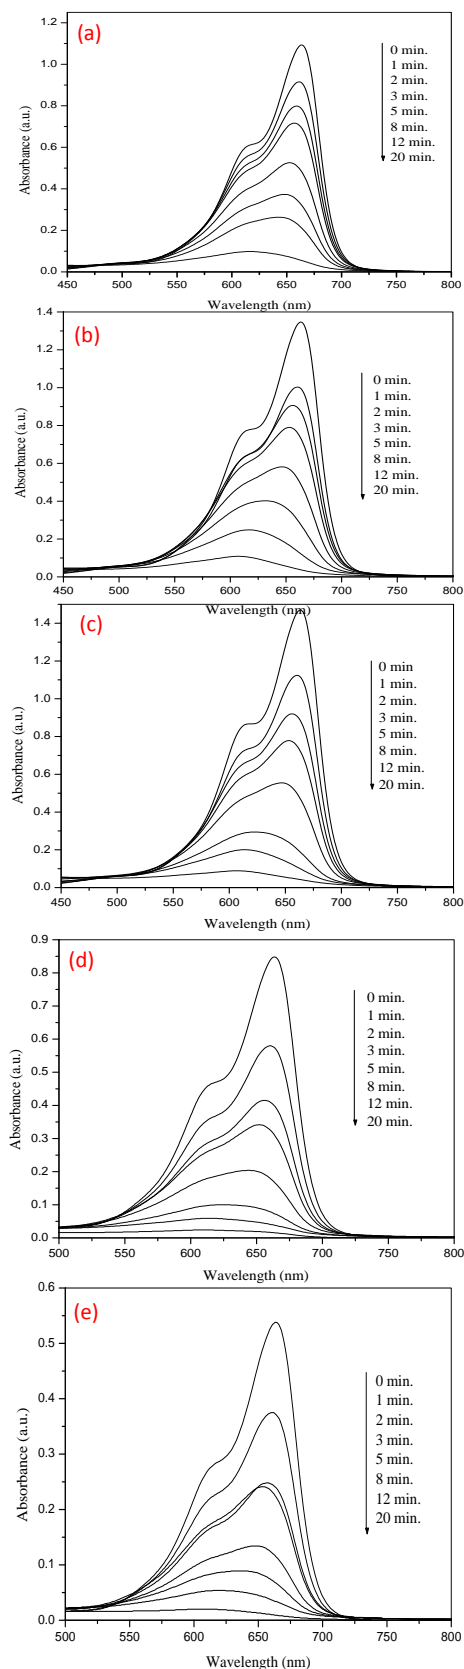 (a)
0 min.
1 min.
2 min.
3 min.
5 min.
8 min.
12 min.
20 min.
1.2
1.0
0.8
0.6
0.4
0.2
0.0
Absorbance (a.u.)
450 500 550 600 650 700 750 800
Wavelength (nm)
(b)
0 min.
1 min.
2 min.
3 min.
5 min.
8 min.
12 min.
20 min.
1.4
1.2
1.0
0.8
0.6
0.4
0.2
0.0
Absorbance (a.u.)
450 500 550 600 650 700 750 800
Wavelength (nm)
(c)
0 min
1 min.
2 min.
3 min.
5 min.
8 min.
12 min.
20 min.
1.4
1.2
1.0
0.8
0.6
0.4
0.2
0.0
Absorbance (a.u.)
450 500 550 600 650 700 750 800
Wavelength (nm)
(d)
0 min.
1 min.
2 min.
3 min.
5 min.
8 min.
12 min.
20 min.
0.9
0.8
0.7
0.6
0.5
0.4
0.3
0.2
0.1
0.0
Absorbance (a.u.)
500 550 600 650 700 750 800
Wavelength (nm)
(e)
0 min.
1 min.
2 min.
3 min.
5 min.
8 min.
12 min.
20 min.
0.6
0.5
0.4
0.3
0.2
0.1
0.0
Absorbance (a.u.)
500 550 600 650 700 750 800
Wavelength (nm)